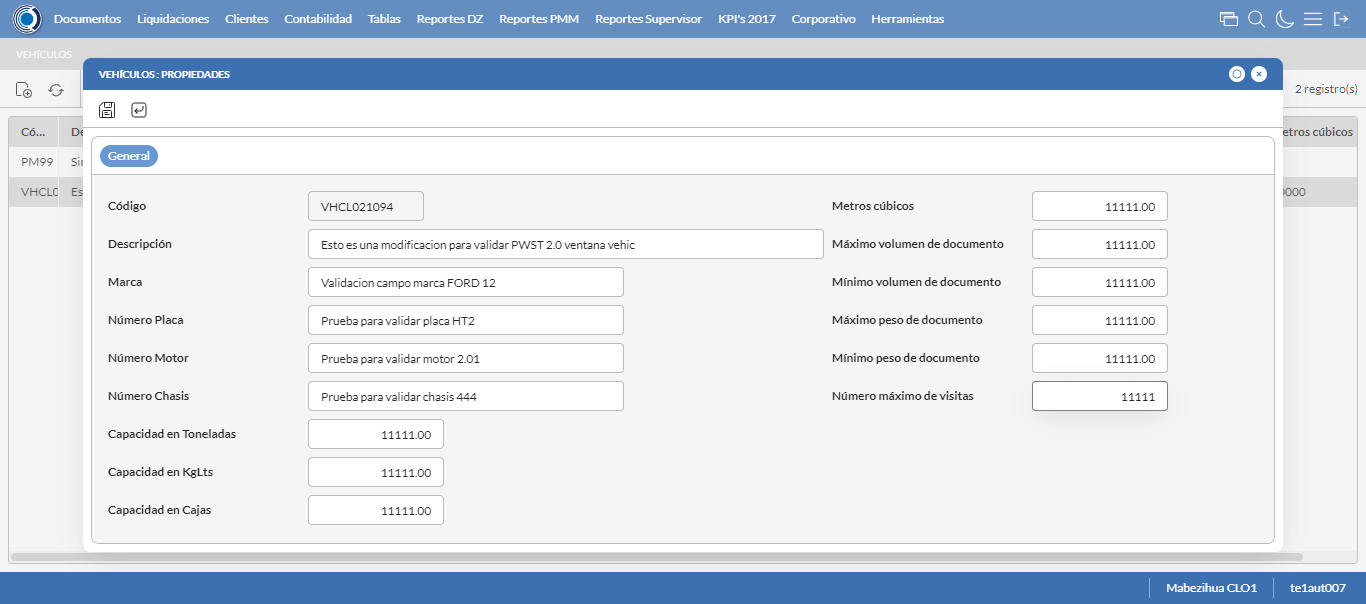 Documentos Liquidaciones Clientes Contabilidad Tablas Reportes DZ Reportes PMM Reportes Supervisor KPI's 2017 Corporativo Herramientas
VEHÍCULOS
VEHÍCULOS : PROPIEDADES
2 registro(s)
Có...
etros cúbicos
PM99
General
Código VHCL021094 Metros cúbicos 11111.00
Descripción Esto es una modificacion para validar PWST 2.0 ventana vehic Máximo volumen de documento 11111.00
Marca Validacion campo marca FORD 12 Mínimo volumen de documento 11111.00
Número Placa Prueba para validar placa HT2 Máximo peso de documento 11111.00
Número Motor Prueba para validar motor 2.01 Mínimo peso de documento 11111.00
Número Chasis Prueba para validar chasis 444 Número máximo de visitas 11111
Capacidad en Toneladas 11111.00
Capacidad en KgLts 11111.00
Capacidad en Cajas 11111.00
Mabezihua CLO1 te1aut007